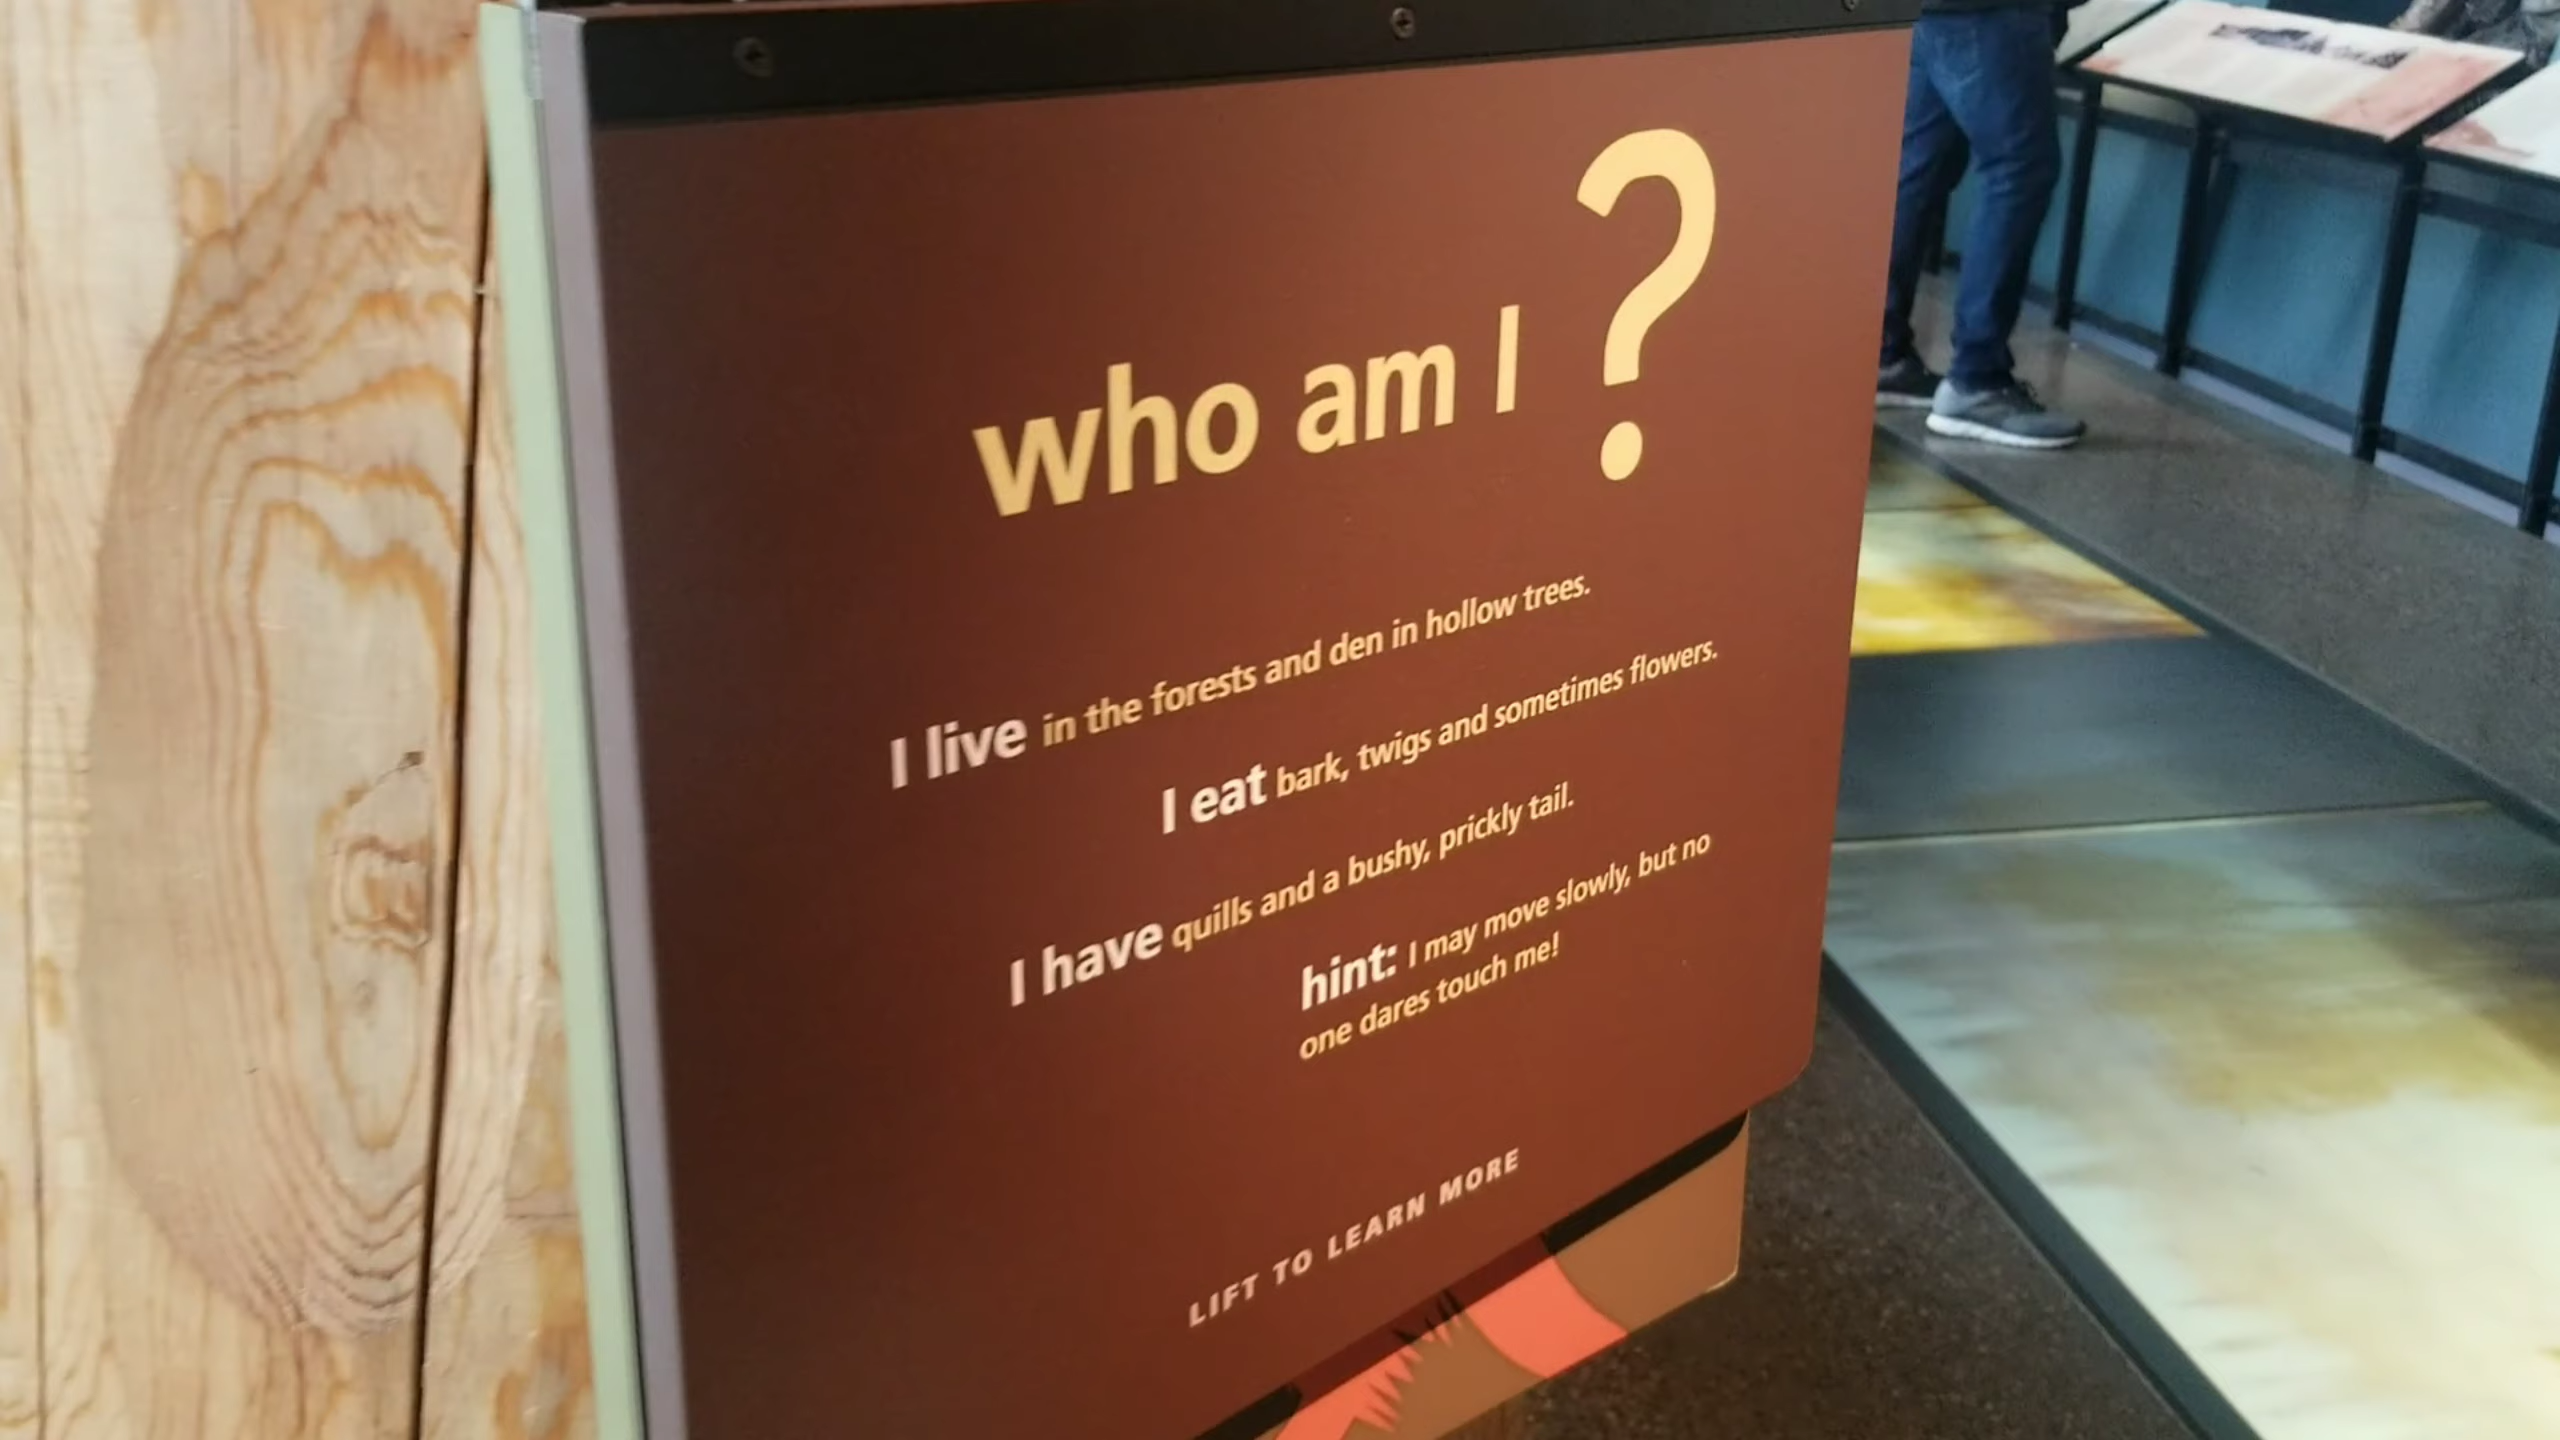 who am I ?
I live in the forests and den in hollow trees.
I eat bark, twigs and sometimes flowers.
I have quills and a bushy, prickly tail.
hint: I may move slowly, but no
one dares touch me!
LIFT TO LEARN MORE